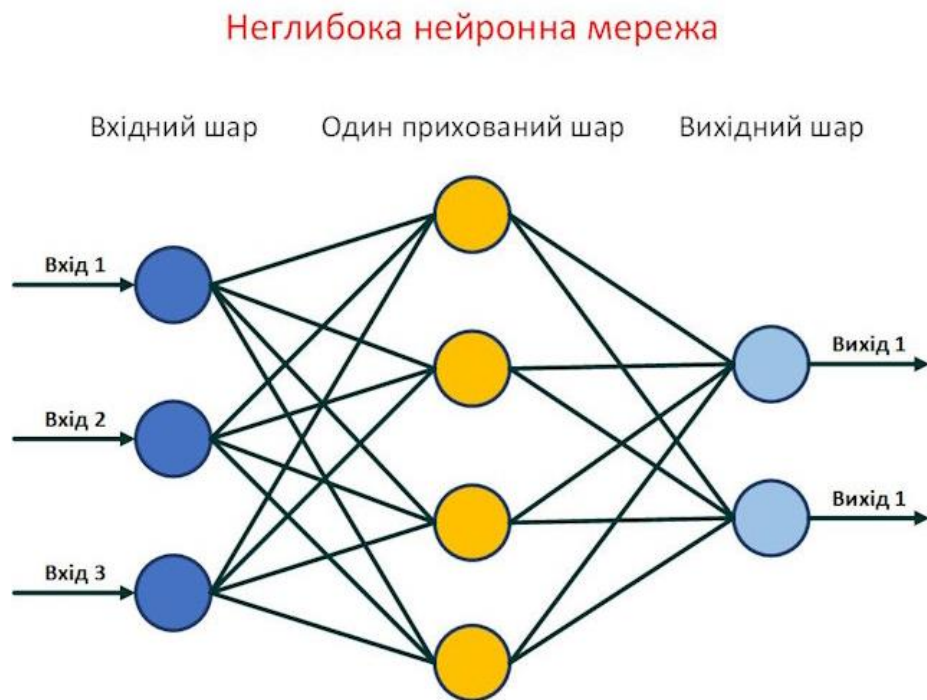 Неглибока нейронна мережа
Вхідний шар
Один прихований шар
Вихідний шар
Вхід 1
Вхід 2
Вхід 3
Вихід 1
Вихід 1